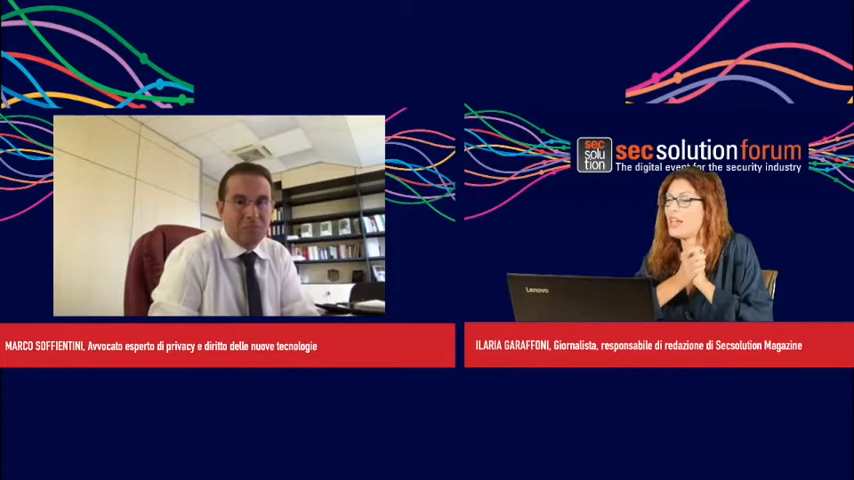 sec
solu
tion
secsolutionforum
The digital event for the security industry
Lenovo
MARCO SOFFIENTINI, Avvocato esperto di privacy e diritto delle nuove tecnologie
ILARIA GARAFFONI, Giornalista, responsabile di redazione di Secsolution Magazine